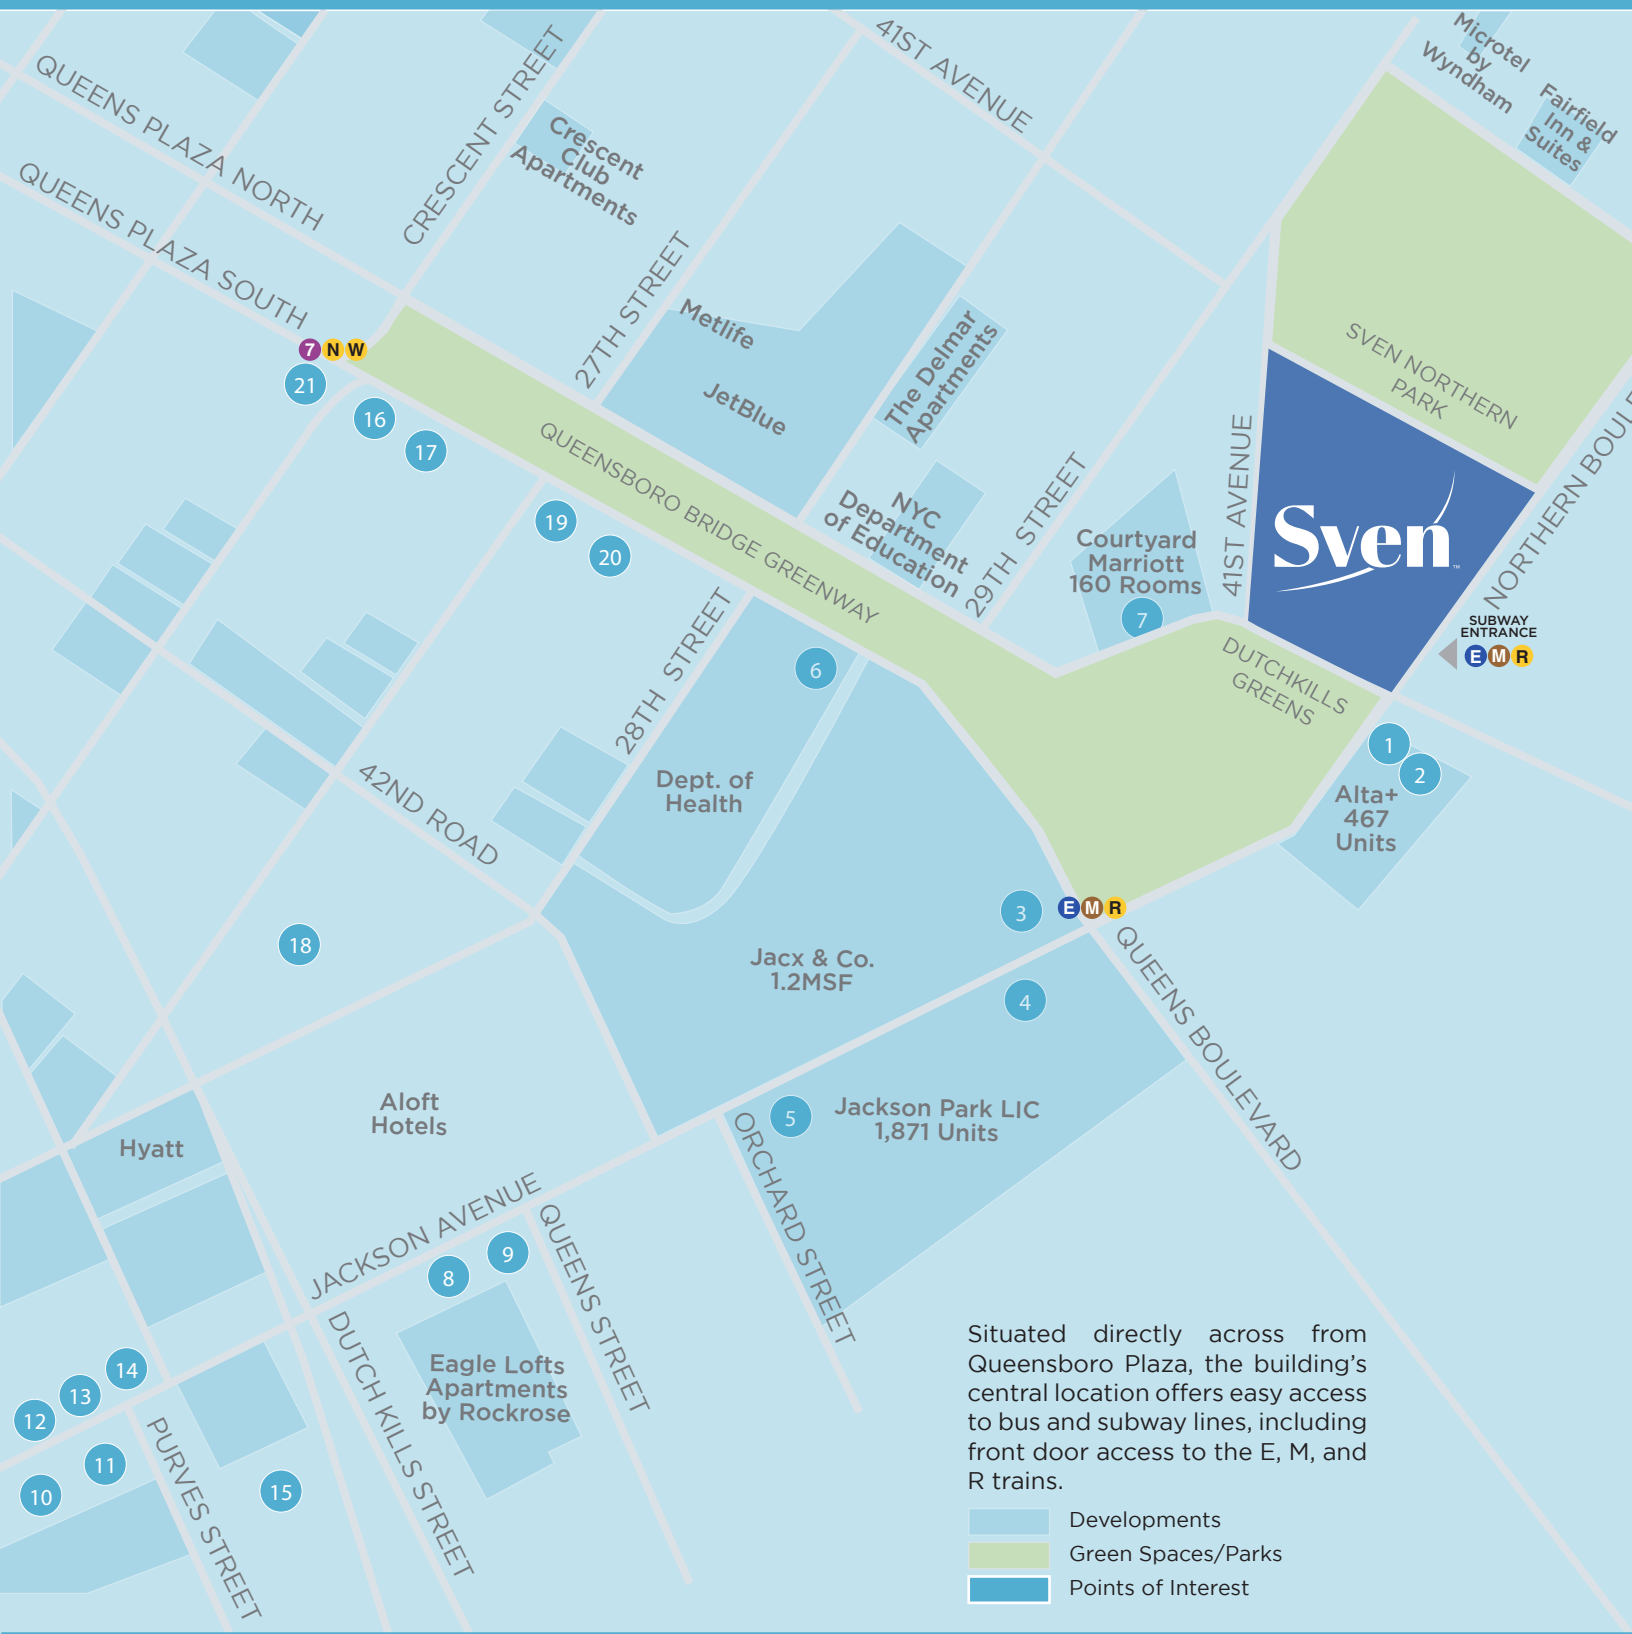 41ST AVENUE
Microtel
by
Wyndham
Fairfield
Inn &
Suites
QUEENS PLAZA NORTH
CRESCENT STREET
Crescent
Club
Apartments
QUEENS PLAZA SOUTH
27TH STREET
Metlife
JetBlue
The Delmar
Apartments
SVEN NORTHERN
PARK
7 N W
21
16
17
QUEENSBORO BRIDGE GREENWAY
NYC
Department
of Education
29TH STREET
Courtyard
Marriott
160 Rooms
7
41ST AVENUE
Sven™
NORTHERN BOULE
SUBWAY
ENTRANCE
E M R
19
20
28TH STREET
6
DUTCHKILLS
GREENS
1
2
Alta+
467
Units
Dept. of
Health
42ND ROAD
18
3
E M R
Jacx & Co.
1.2MSF
4
QUEENS BOULEVARD
Aloft
Hotels
Hyatt
5
Jackson Park LIC
1,871 Units
ORCHARD STREET
JACKSON AVENUE
QUEENS STREET
8
9
DUTCH KILLS STREET
Eagle Lofts
Apartments
by Rockrose
14
13
12
11
10
15
PURVES STREET
Situated directly across from
Queensboro Plaza, the building's
central location offers easy access
to bus and subway lines, including
front door access to the E, M, and
R trains.
Developments
Green Spaces/Parks
Points of Interest